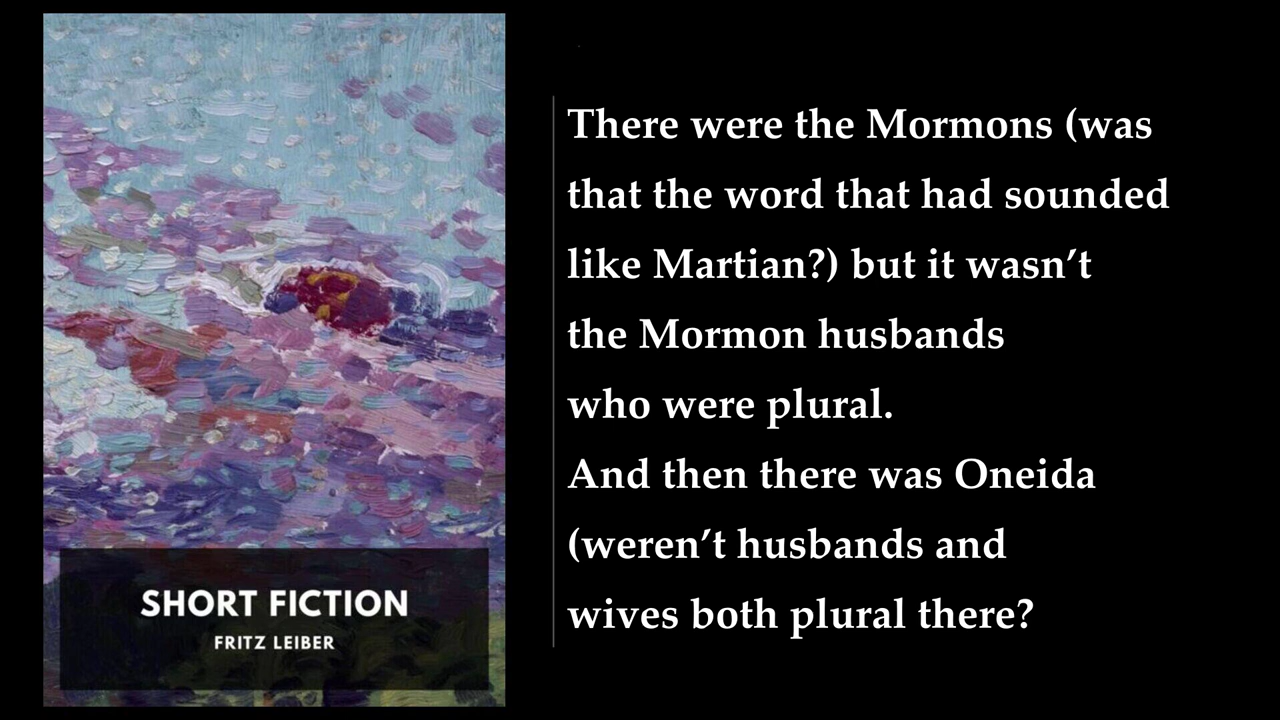 SHORT FICTION
FRITZ LEIBER
There were the Mormons (was
that the word that had sounded
like Martian?) but it wasn’t
the Mormon husbands
who were plural.
And then there was Oneida
(weren’t husbands and
wives both plural there?